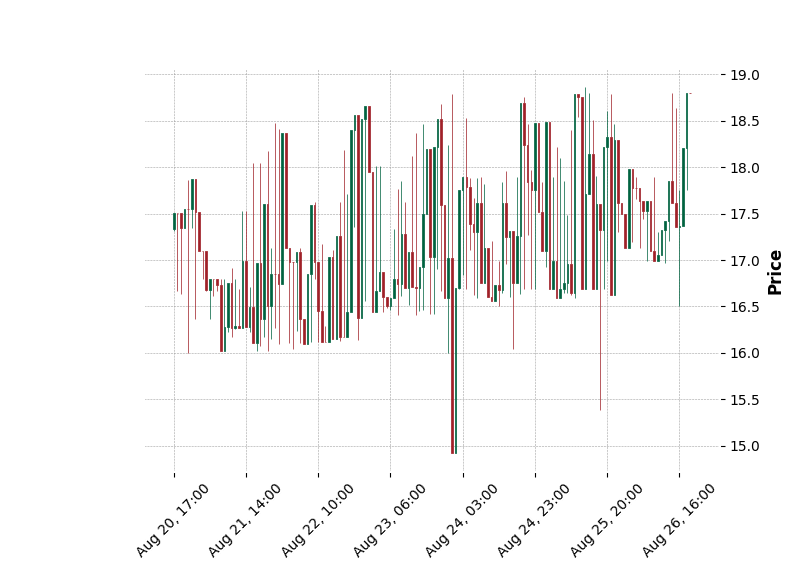 19.0
18.5
18.0
17.5
17.0
16.5
16.0
15.5
15.0
Price
Aug 20, 17:00
Aug 21, 14:00
Aug 22, 10:00
Aug 23, 06:00
Aug 24, 03:00
Aug 24, 23:00
Aug 25, 20:00
Aug 26, 16:00